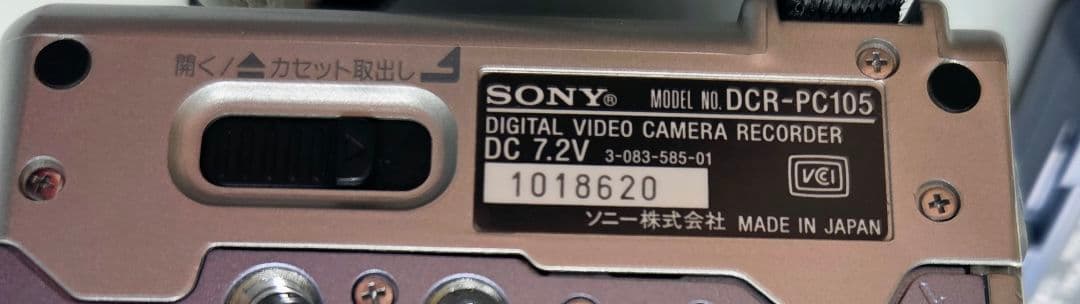 開く/⏏カセット取出し
SONY® MODEL NO. DCR-PC105
DIGITAL VIDEO CAMERA RECORDER
DC 7.2V 3-083-585-01
VCI
1018620
ソニー株式会社 MADE IN JAPAN